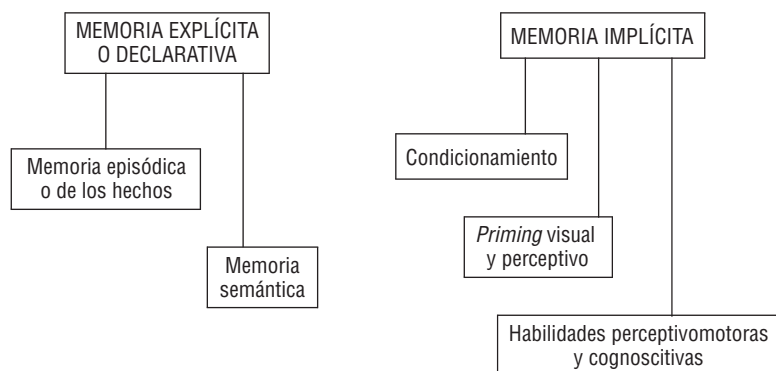 MEMORIA EXPLÍCITA
O DECLARATIVA
Memoria episódica
o de los hechos
Memoria
semántica
MEMORIA IMPLÍCITA
Condicionamiento
Priming visual
y perceptivo
Habilidades perceptivomotoras
y cognoscitivas